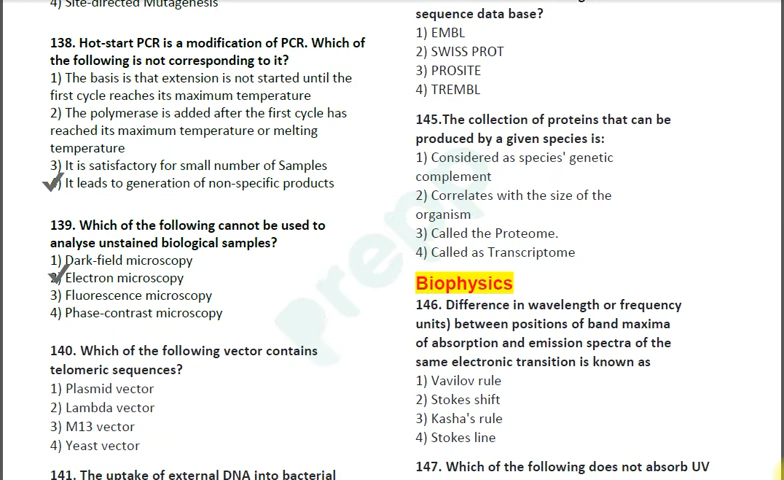 4) Site-directed Mutagenesis
138. Hot-start PCR is a modification of PCR. Which of
the following is not corresponding to it?
1) The basis is that extension is not started until the
first cycle reaches its maximum temperature
2) The polymerase is added after the first cycle has
reached its maximum temperature or melting
temperature
3) It is satisfactory for small number of Samples
) It leads to generation of non-specific products
139. Which of the following cannot be used to
analyse unstained biological samples?
1) Dark-field microscopy
2) Electron microscopy
3) Fluorescence microscopy
4) Phase-contrast microscopy
140. Which of the following vector contains
telomeric sequences?
1) Plasmid vector
2) Lambda vector
3) M13 vector
4) Yeast vector
141. The uptake of external DNA into bacterial
sequence data base?
1) EMBL
2) SWISS PROT
3) PROSITE
4) TREMBL
145.The collection of proteins that can be
produced by a given species is:
1) Considered as species' genetic
complement
2) Correlates with the size of the
organism
3) Called the Proteome.
4) Called as Transcriptome
Biophysics
146. Difference in wavelength or frequency
units) between positions of band maxima
of absorption and emission spectra of the
same electronic transition is known as
1) Vavilov rule
2) Stokes shift
3) Kasha's rule
4) Stokes line
147. Which of the following does not absorb UV
prepp